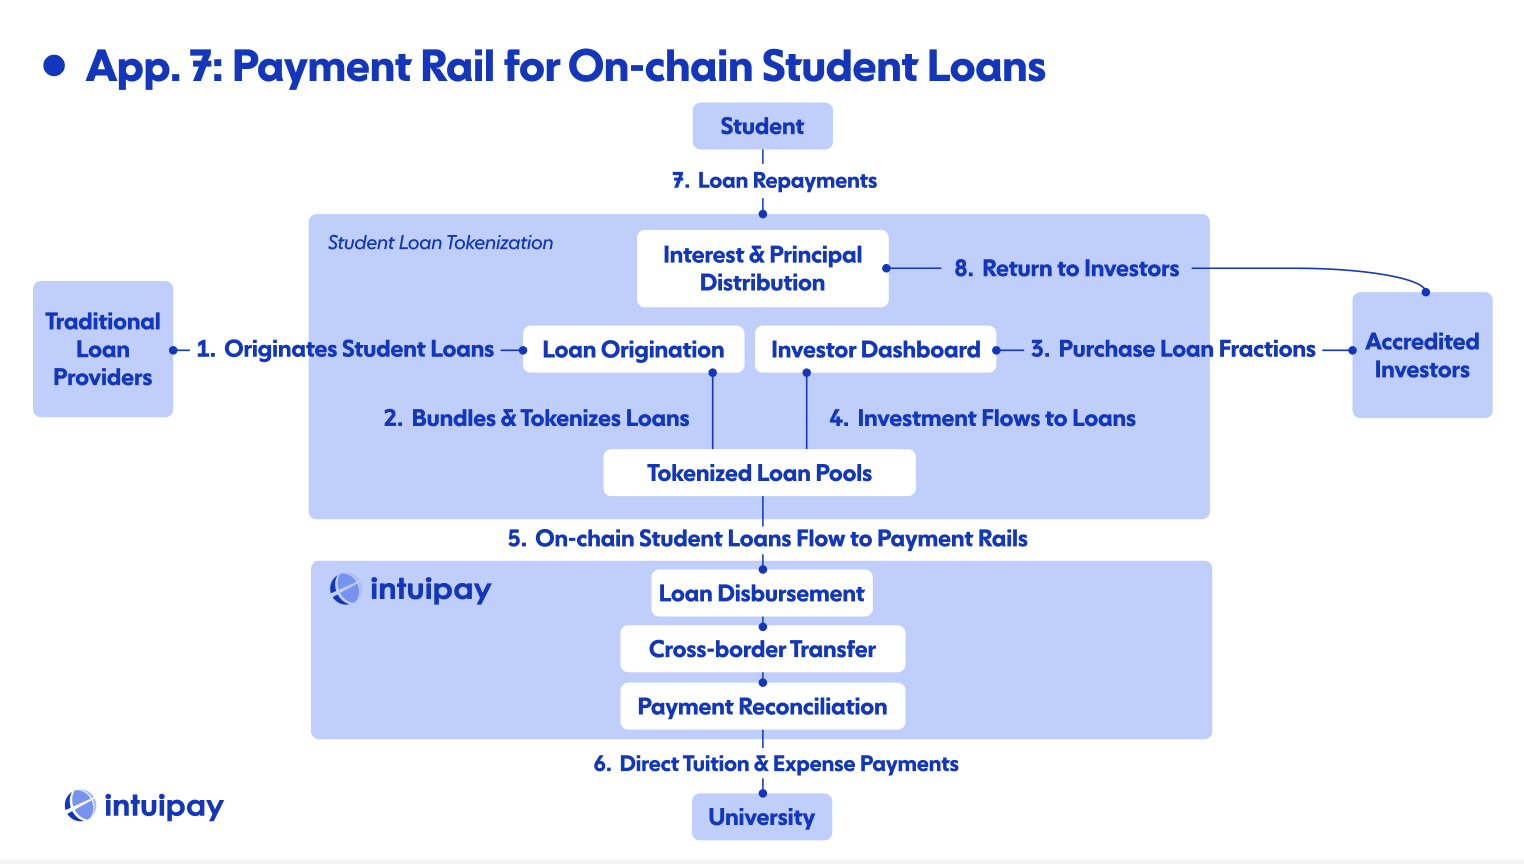 App. 7: Payment Rail for On-chain Student Loans
Student
7. Loan Repayments
Student Loan Tokenization
Interest & Principal
Distribution
8. Return to Investors
Traditional
Loan
Providers
1. Originates Student Loans
Loan Origination
Investor Dashboard
3. Purchase Loan Fractions
Accredited
Investors
2. Bundles & Tokenizes Loans
4. Investment Flows to Loans
Tokenized Loan Pools
5. On-chain Student Loans Flow to Payment Rails
intuipay
Loan Disbursement
Cross-border Transfer
Payment Reconciliation
6. Direct Tuition & Expense Payments
intuipay
University